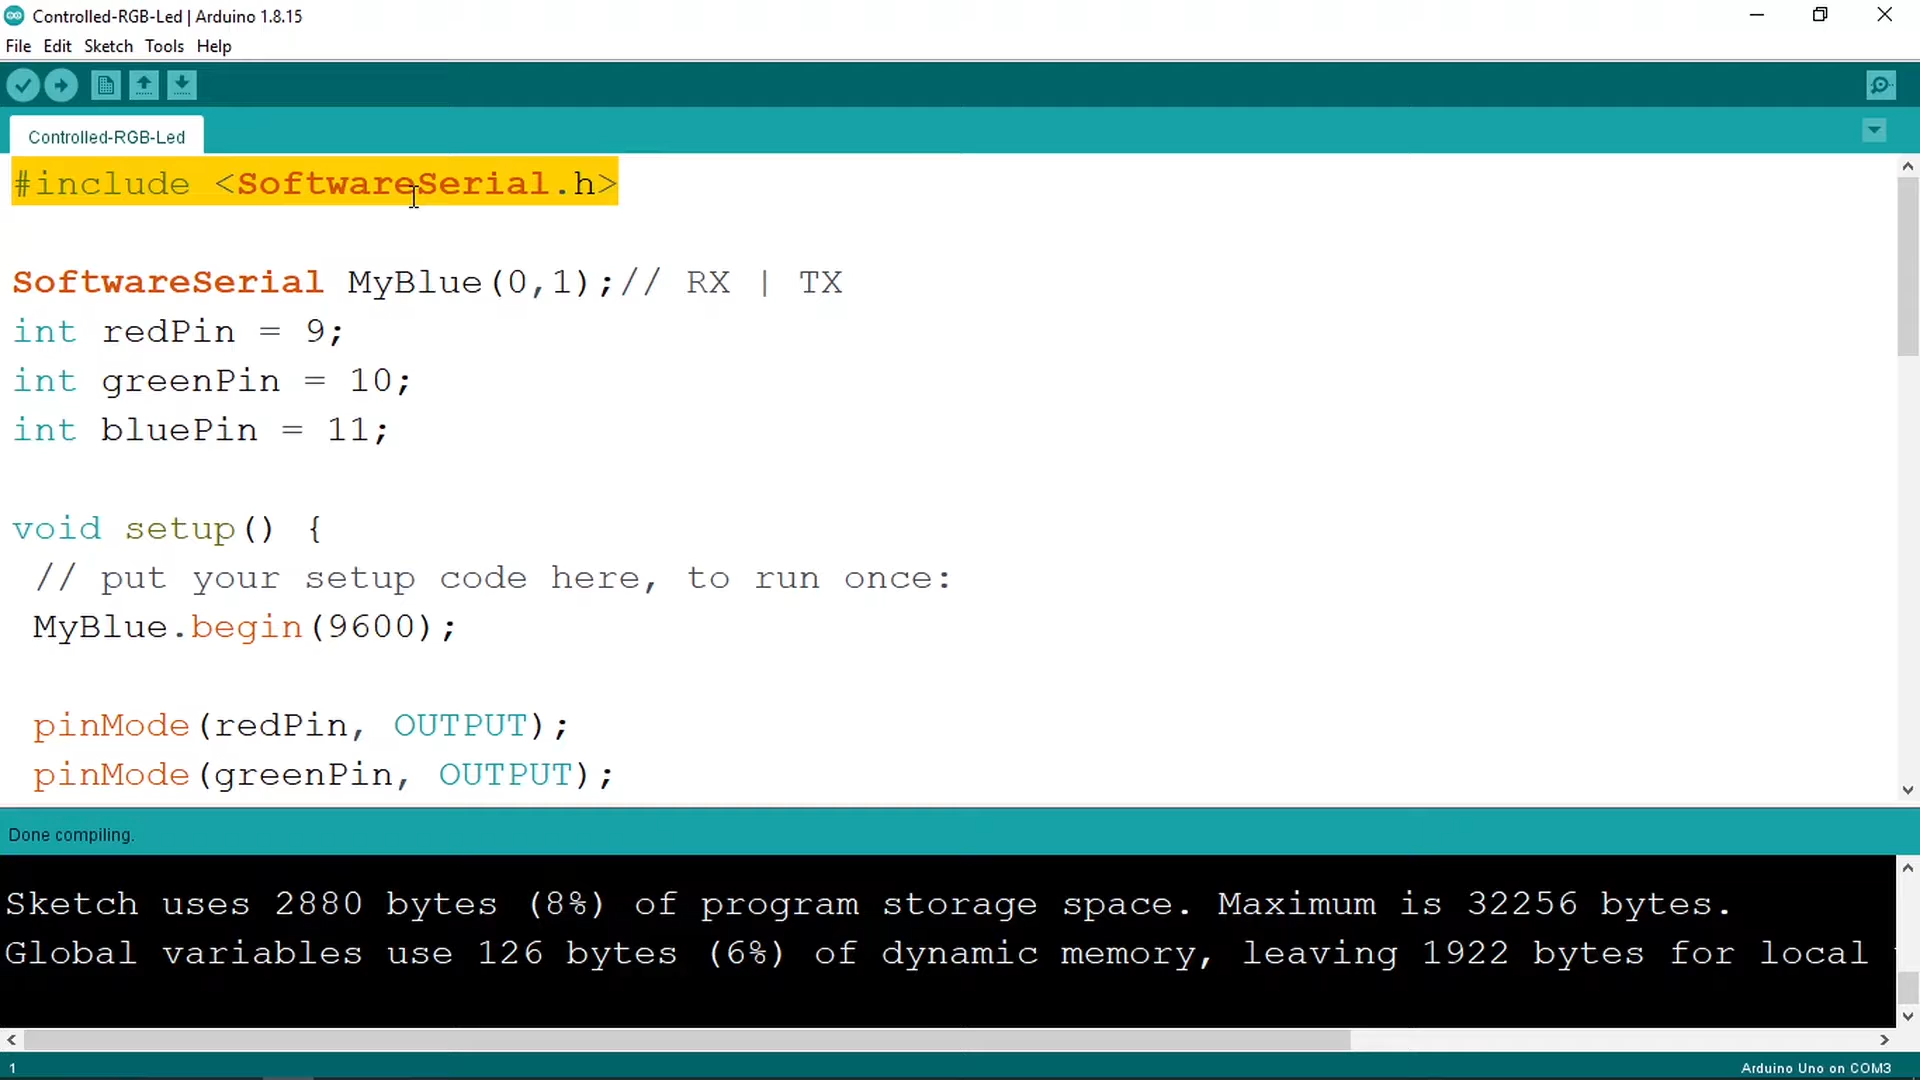 Controlled-RGB-Led | Arduino 1.8.15
File Edit Sketch Tools Help
Controlled-RGB-Led
#include <SoftwareSerial.h>
SoftwareSerial MyBlue(0,1);// RX | TX
int redPin = 9;
int greenPin = 10;
int bluePin = 11;
void setup() {
// put your setup code here, to run once:
MyBlue.begin(9600);
pinMode(redPin, OUTPUT);
pinMode(greenPin, OUTPUT);
Done compiling.
Sketch uses 2880 bytes (8%) of program storage space. Maximum is 32256 bytes.
Global variables use 126 bytes (6%) of dynamic memory, leaving 1922 bytes for local
1
Arduino Uno on COM3